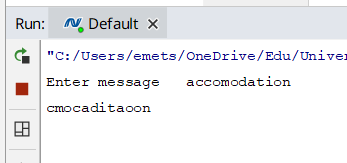 Run: Default
"C:/Users/emets/OneDrive/Edu/Univer
Enter message accomodation
cmocaditaoon